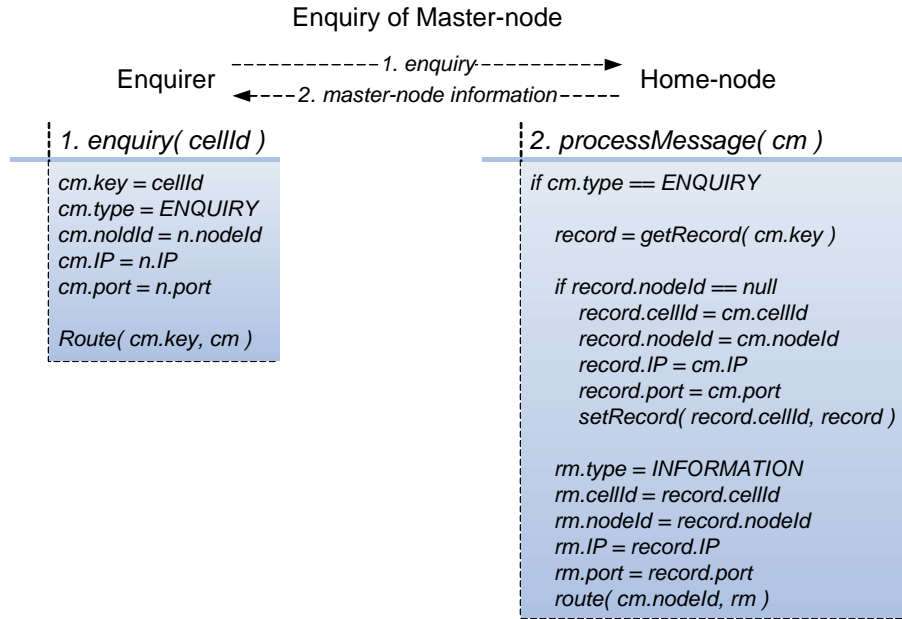 Enquiry of Master-node
1. enquiry
Enquirer
Home-node
2. master-node information
1. enquiry( cellId )
cm.key = cellId
cm.type = ENQUIRY
cm.noldId = n.nodeId
cm.IP = n.IP
cm.port = n.port
Route( cm.key, cm )
2. processMessage( cm )
if cm.type == ENQUIRY
record = getRecord( cm.key )
if record.nodeId == null
record.cellId = cm.cellId
record.nodeId = cm.nodeId
record.IP = cm.IP
record.port = cm.port
setRecord( record.cellId, record )
rm.type = INFORMATION
rm.cellId = record.cellId
rm.nodeId = record.nodeId
rm.IP = record.IP
rm.port = record.port
route( cm.nodeId, rm )